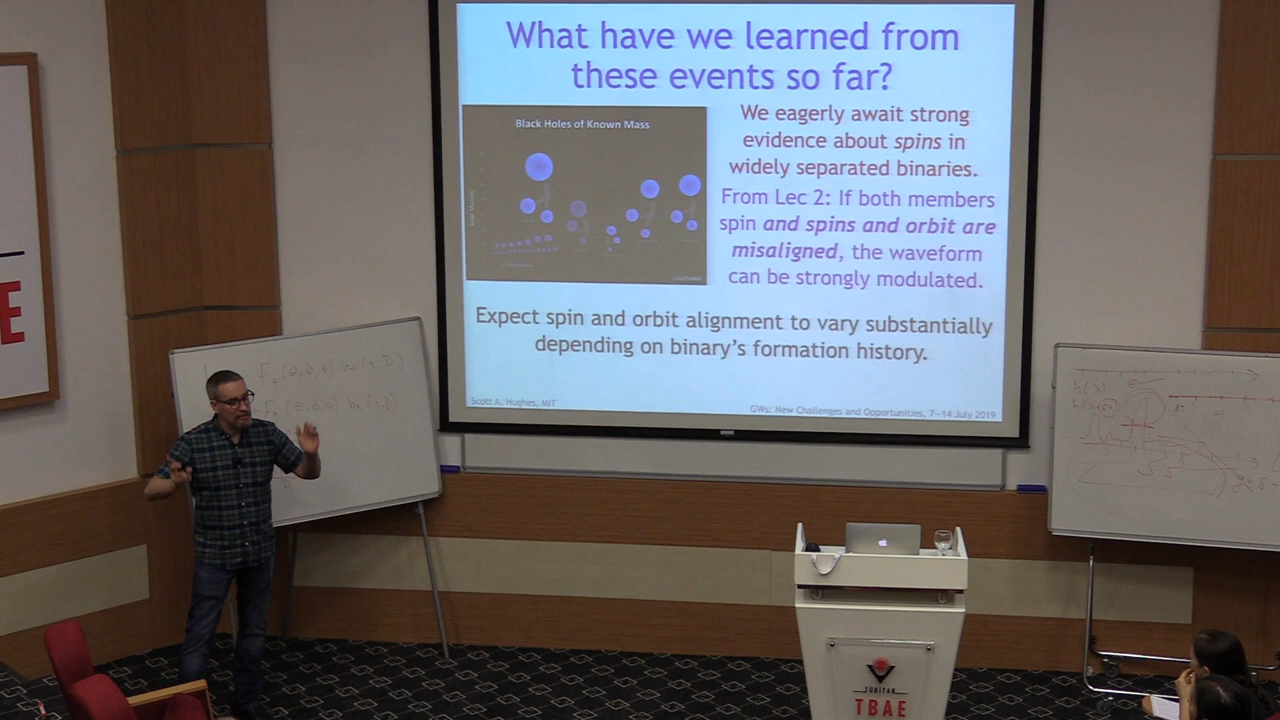 What have we learned from
these events so far?
Black Holes of Known Mass
We eagerly await strong
evidence about spins in
widely separated binaries.
From Lec 2: If both members
spin and spins and orbit are
misaligned, the waveform
can be strongly modulated.
Expect spin and orbit alignment to vary substantially
depending on binary's formation history.
Scott A. Hughes, MIT
GWs: New Challenges and Opportunities, 7–14 July 2019
E
h(s)
TÜBİTAK
TBAE